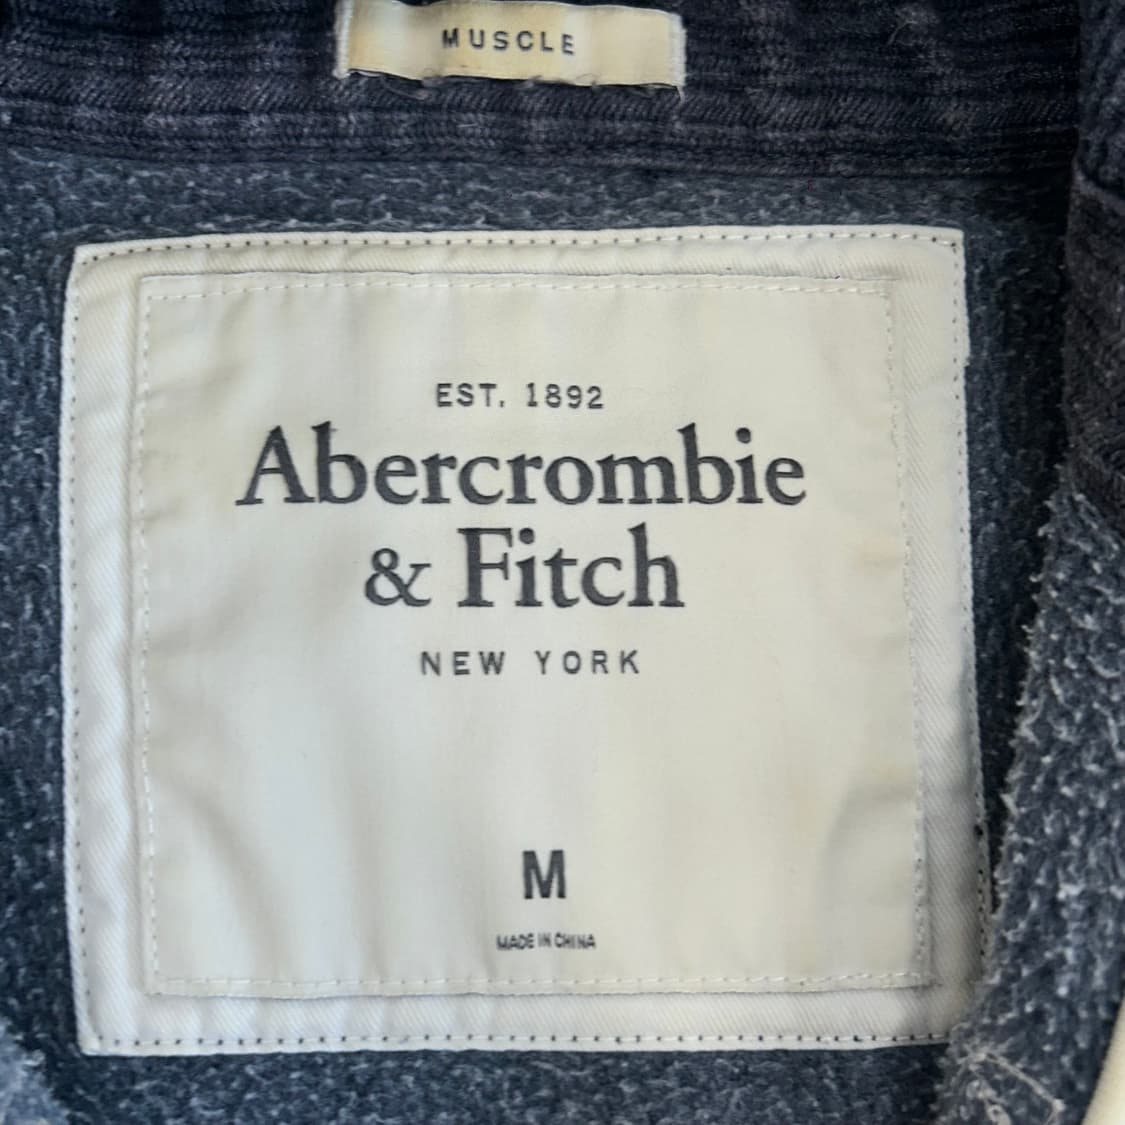 MUSCLE
EST. 1892
Abercrombie
& Fitch
NEW YORK
M
MADE IN CHINA